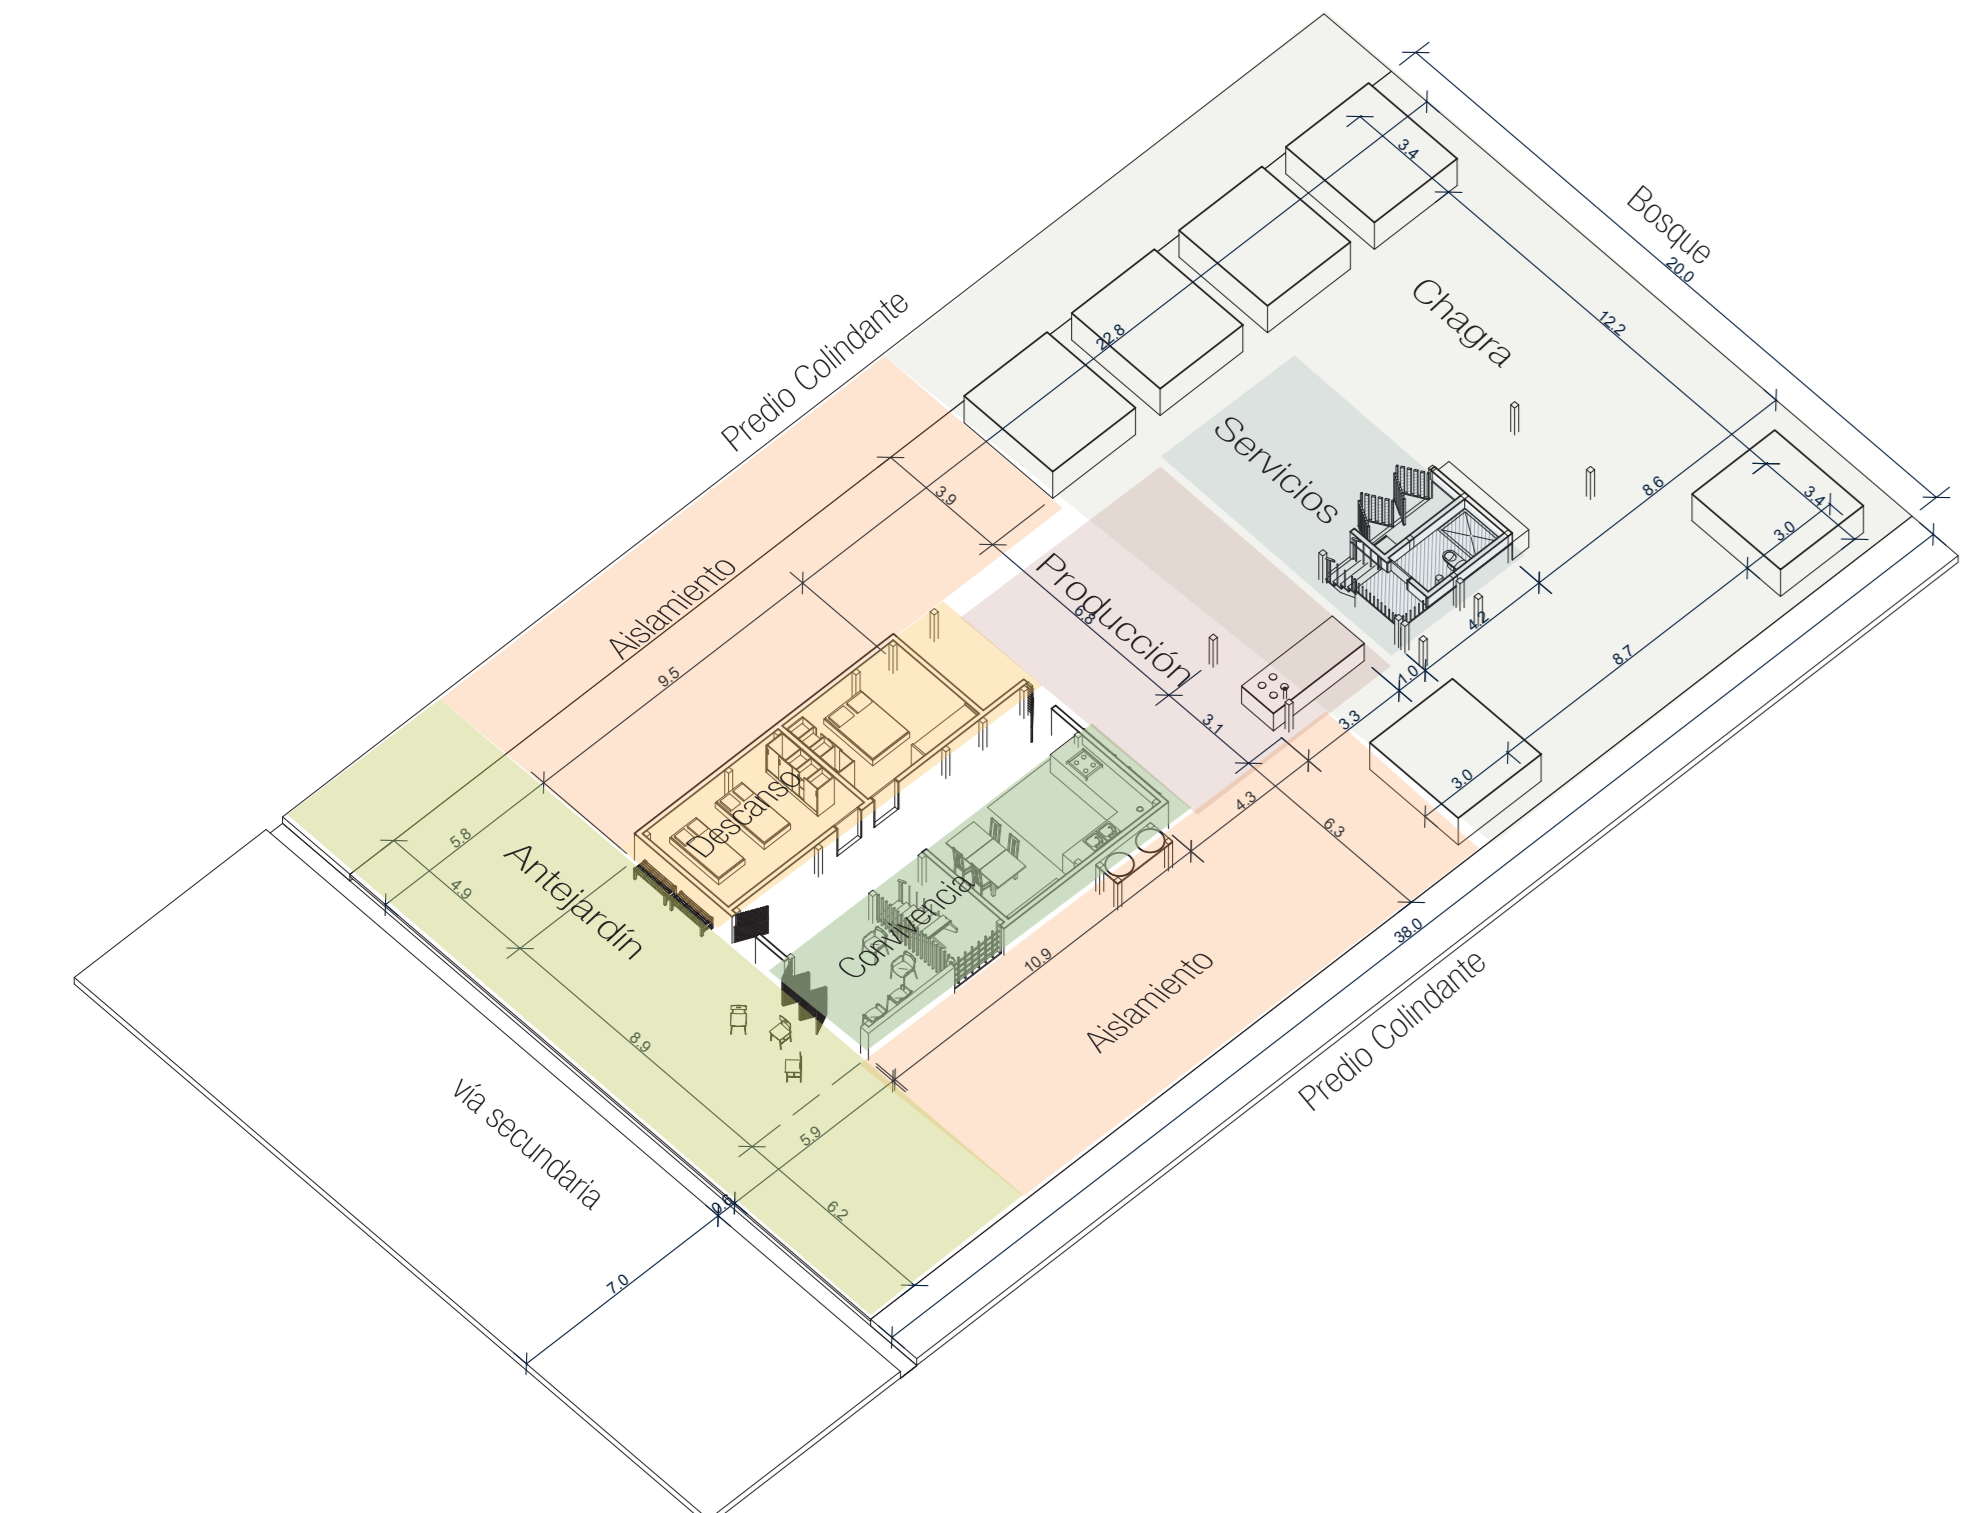 Bosque
20.0
3.4
12.2
Chagra
22.8
Predio Colindante
Servicios
8.6
3.4
3.0
3.9
Aislamiento
Producción
6.8
4.2
8.7
1.0
9.5
3.1
3.3
3.0
4.3
6.3
Descanso
5.8
Antejardín
4.9
Convivencia
38.0
10.9
Aislamiento
Predio Colindante
8.9
vía secundaria
5.9
0.6
6.2
7.0